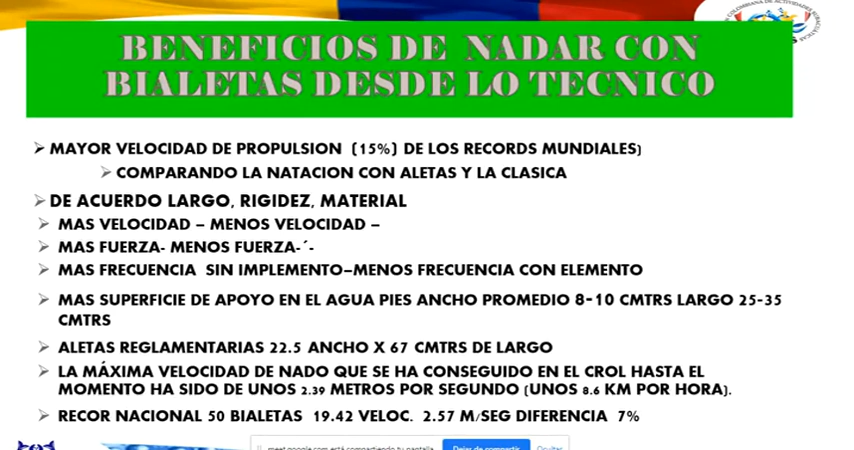 COLOMBIANA DE ACTIVIDADES SUBACUÁTICAS
BENEFICIOS DE NADAR CON
BIALETAS DESDE LO TECNICO
MAYOR VELOCIDAD DE PROPULSION (15%) DE LOS RECORDS MUNDIALES)
COMPARANDO LA NATACION CON ALETAS Y LA CLASICA
DE ACUERDO LARGO, RIGIDEZ, MATERIAL
MAS VELOCIDAD – MENOS VELOCIDAD –
MAS FUERZA- MENOS FUERZA-´-
MAS FRECUENCIA SIN IMPLEMENTO–MENOS FRECUENCIA CON ELEMENTO
MAS SUPERFICIE DE APOYO EN EL AGUA PIES ANCHO PROMEDIO 8-10 CMTRS LARGO 25-35
CMTRS
ALETAS REGLAMENTARIAS 22.5 ANCHO X 67 CMTRS DE LARGO
LA MÁXIMA VELOCIDAD DE NADO QUE SE HA CONSEGUIDO EN EL CROL HASTA EL
MOMENTO HA SIDO DE UNOS 2.39 METROS POR SEGUNDO (UNOS 8.6 KM POR HORA).
RECOR NACIONAL 50 BIALETAS 19.42 VELOC. 2.57 M/SEG DIFERENCIA 7%
meet.google.com está compartiendo tu pantalla. Dejar de compartir Ocultar